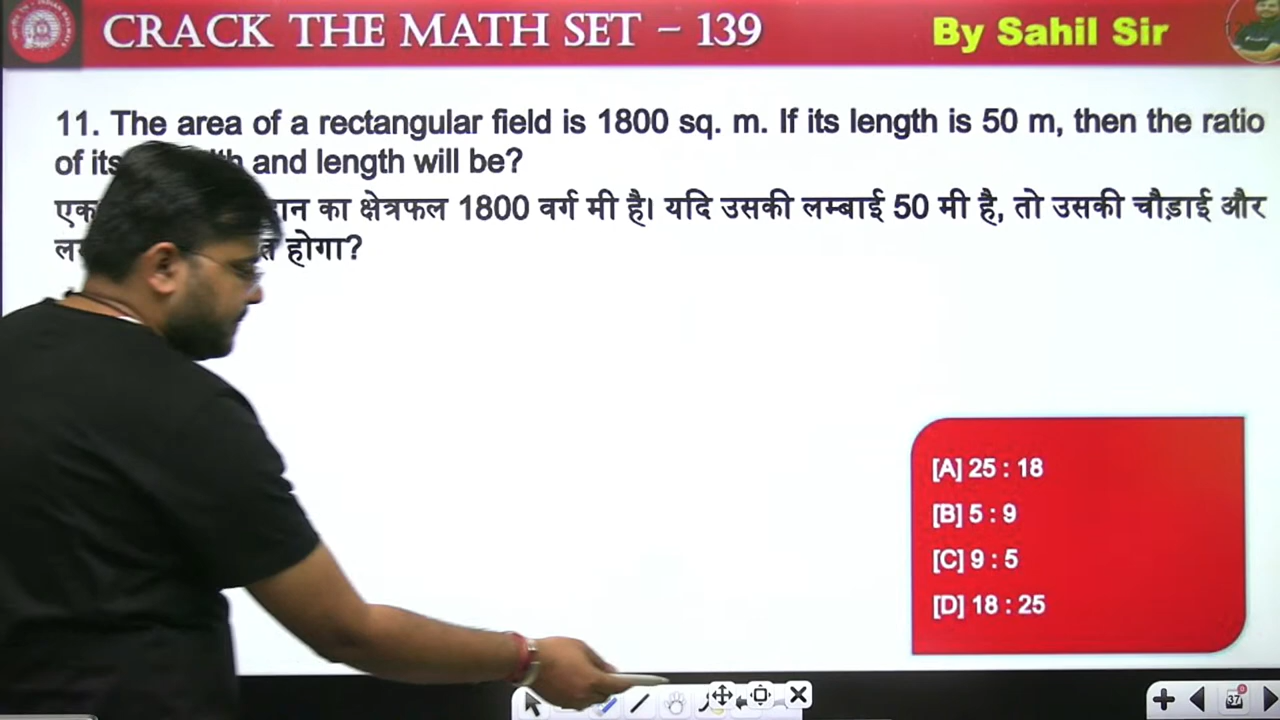 CRACK THE MATH SET – 139
By Sahil Sir
11. The area of a rectangular field is 1800 sq. m. If its length is 50 m, then the ratio
of its and length will be?
एक का क्षेत्रफल 1800 वर्ग मी है। यदि उसकी लम्बाई 50 मी है, तो उसकी चौड़ाई और
होगा?
[A] 25 : 18
[B] 5 : 9
[C] 9 : 5
[D] 18 : 25
37